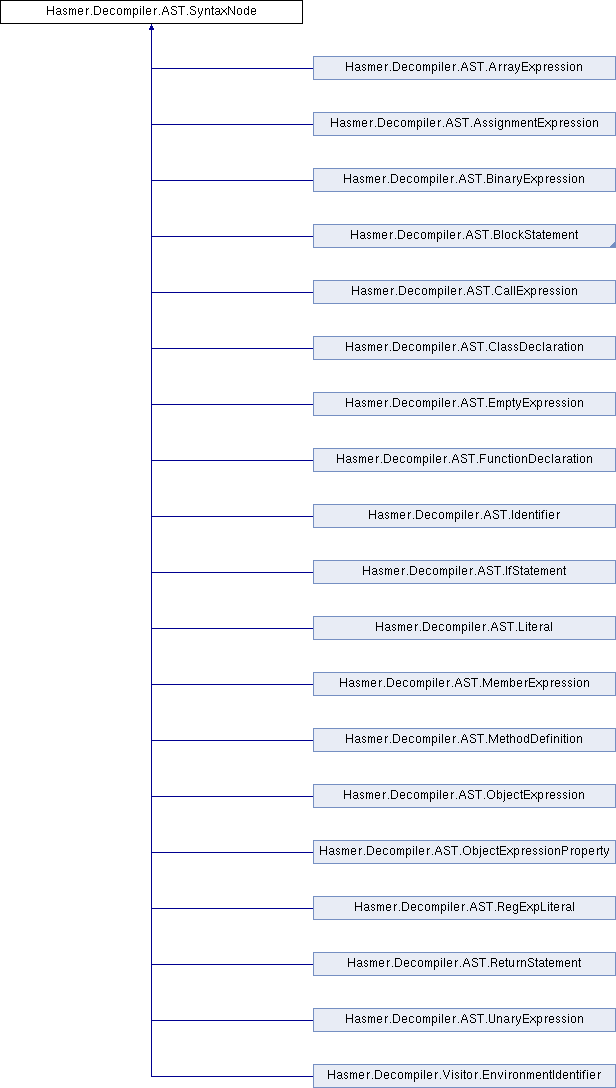 Hasmer.Decompiler.AST.SyntaxNode
Hasmer.Decompiler.AST.ArrayExpression
Hasmer.Decompiler.AST.AssignmentExpression
Hasmer.Decompiler.AST.BinaryExpression
Hasmer.Decompiler.AST.BlockStatement
Hasmer.Decompiler.AST.CallExpression
Hasmer.Decompiler.AST.ClassDeclaration
Hasmer.Decompiler.AST.EmptyExpression
Hasmer.Decompiler.AST.FunctionDeclaration
Hasmer.Decompiler.AST.Identifier
Hasmer.Decompiler.AST.IfStatement
Hasmer.Decompiler.AST.Literal
Hasmer.Decompiler.AST.MemberExpression
Hasmer.Decompiler.AST.MethodDefinition
Hasmer.Decompiler.AST.ObjectExpression
Hasmer.Decompiler.AST.ObjectExpressionProperty
Hasmer.Decompiler.AST.RegExpLiteral
Hasmer.Decompiler.AST.ReturnStatement
Hasmer.Decompiler.AST.UnaryExpression
Hasmer.Decompiler.Visitor.EnvironmentIdentifier